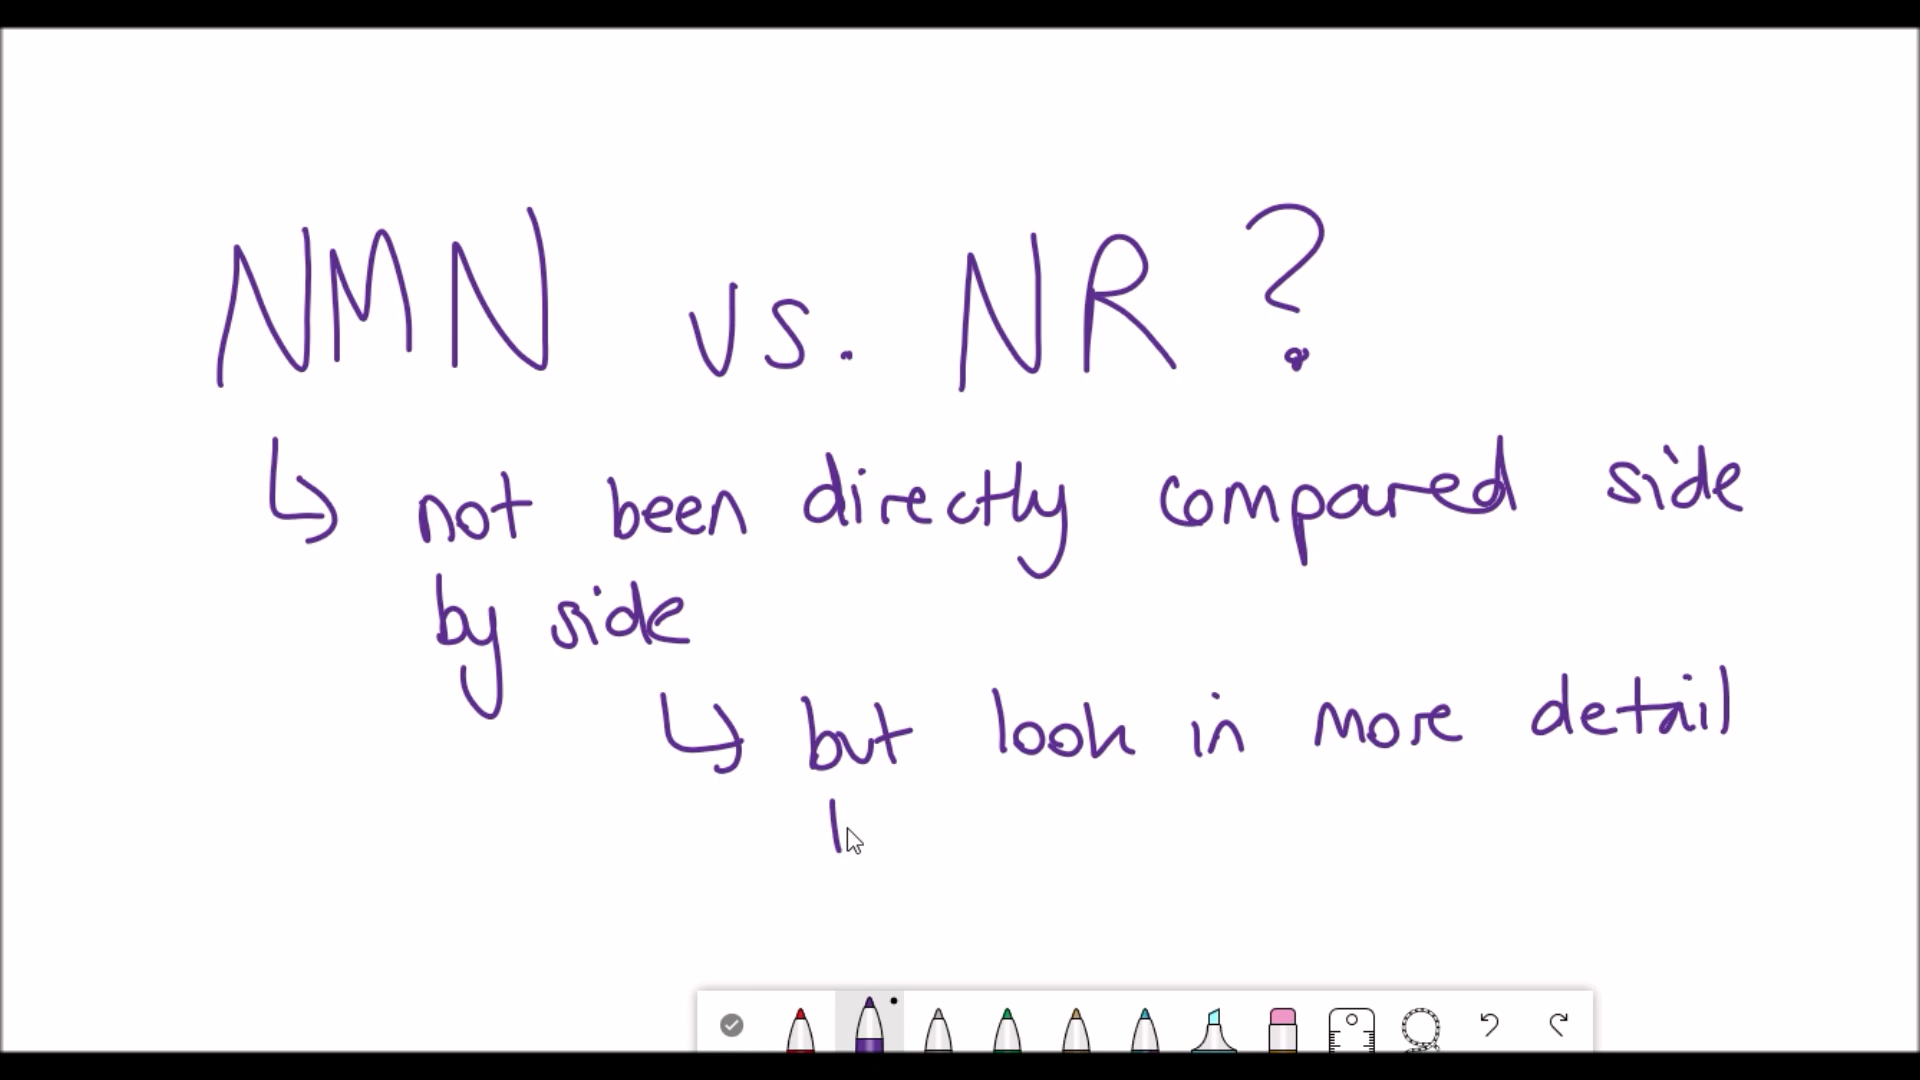 NMN vs. NR?
↳ not been directly compared side
by side
↳ but look in more detail